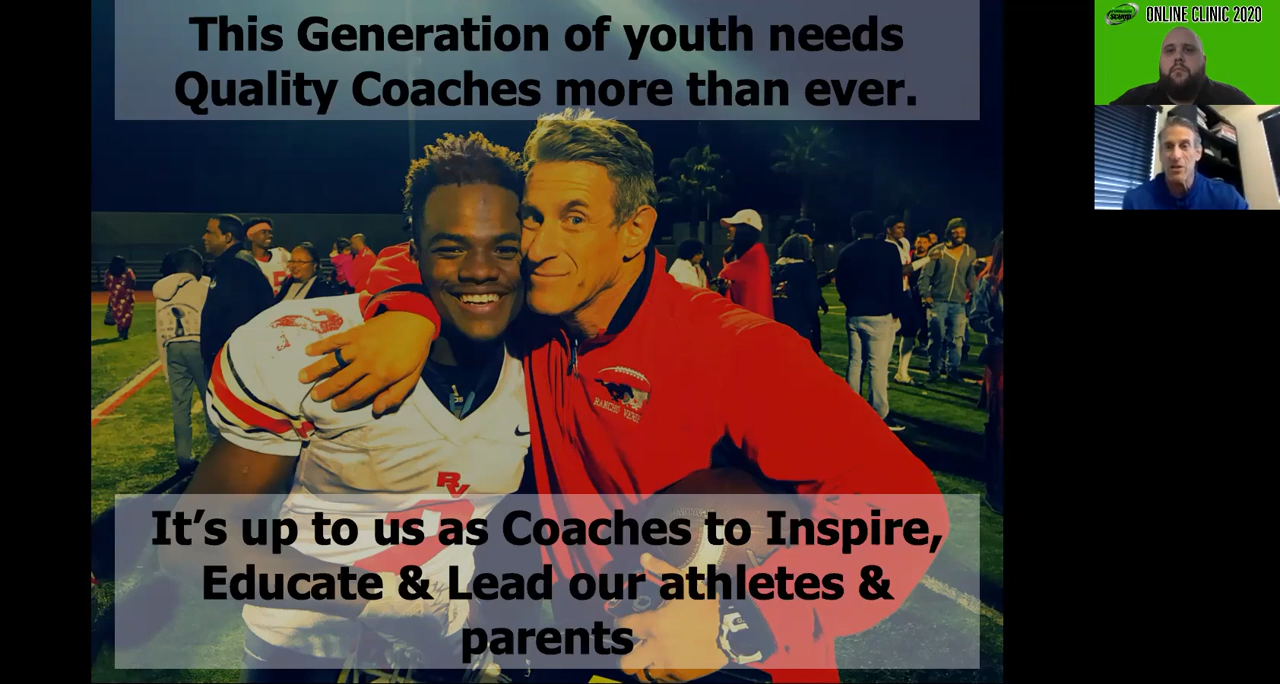 This Generation of youth needs
Quality Coaches more than ever.
ONLINE CLINIC 2020
RANCHO VERDE
RV
It's up to us as Coaches to Inspire,
Educate & Lead our athletes &
parents